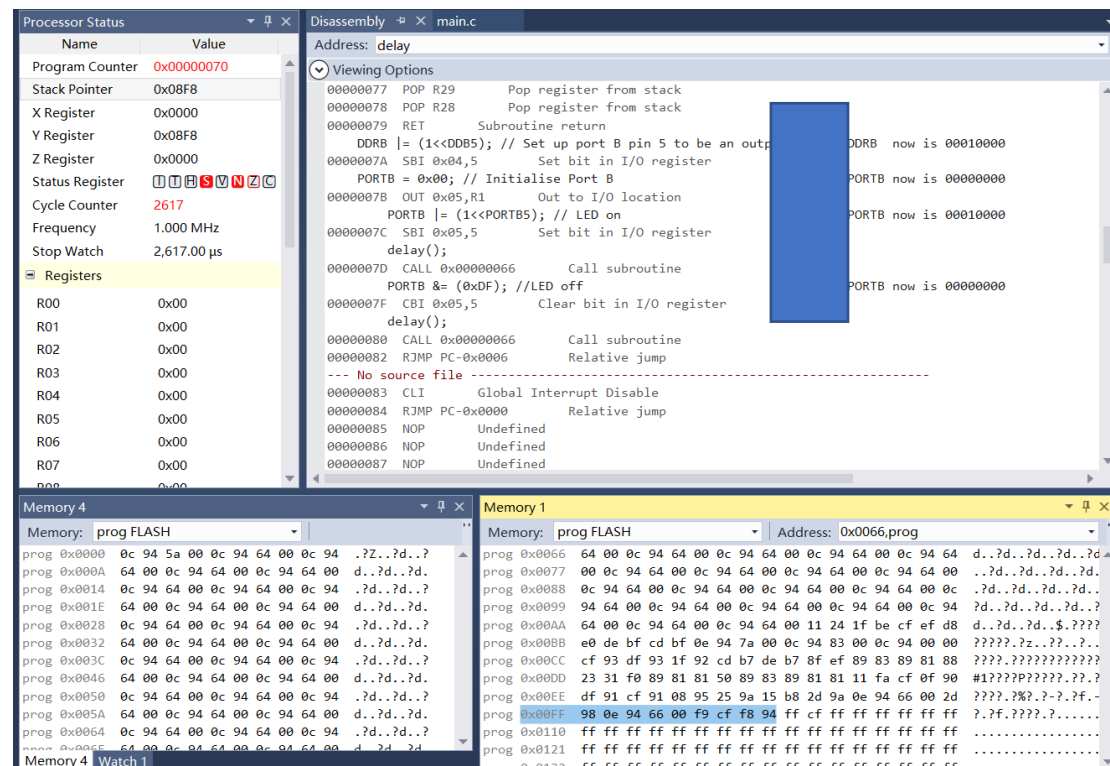 Processor Status
Name Value
Program Counter 0x00000070
Stack Pointer 0x08F8
X Register 0x0000
Y Register 0x08F8
Z Register 0x0000
Status Register I T H S V N Z C
Cycle Counter 2617
Frequency 1.000 MHz
Stop Watch 2,617.00 µs
Registers
R00 0x00
R01 0x00
R02 0x00
R03 0x00
R04 0x00
R05 0x00
R06 0x00
R07 0x00
Disassembly main.c
Address: delay
Viewing Options
00000077 POP R29 Pop register from stack
00000078 POP R28 Pop register from stack
00000079 RET Subroutine return
DDRB |= (1<<DDB5); // Set up port B pin 5 to be an outp DDRB now is 00010000
0000007A SBI 0x04,5 Set bit in I/O register
PORTB = 0x00; // Initialise Port B PORTB now is 00000000
0000007B OUT 0x05,R1 Out to I/O location
PORTB |= (1<<PORTB5); // LED on PORTB now is 00010000
0000007C SBI 0x05,5 Set bit in I/O register
delay();
0000007D CALL 0x00000066 Call subroutine
PORTB &= (0xDF); //LED off PORTB now is 00000000
0000007F CBI 0x05,5 Clear bit in I/O register
delay();
00000080 CALL 0x00000066 Call subroutine
00000082 RJMP PC-0x0006 Relative jump
--- No source file ---
00000083 CLI Global Interrupt Disable
00000084 RJMP PC-0x0000 Relative jump
00000085 NOP Undefined
00000086 NOP Undefined
00000087 NOP Undefined
Memory 4
Memory: prog FLASH
prog 0x0000 0c 94 5a 00 0c 94 64 00 0c 94 .?Z..?d..?
prog 0x000A 64 00 0c 94 64 00 0c 94 64 00 d..?d..?d.
prog 0x0014 0c 94 64 00 0c 94 64 00 0c 94 .?d..?d..?
prog 0x001E 64 00 0c 94 64 00 0c 94 64 00 d..?d..?d.
prog 0x0028 0c 94 64 00 0c 94 64 00 0c 94 .?d..?d..?
prog 0x0032 64 00 0c 94 64 00 0c 94 64 00 d..?d..?d.
prog 0x003C 0c 94 64 00 0c 94 64 00 0c 94 .?d..?d..?
prog 0x0046 64 00 0c 94 64 00 0c 94 64 00 d..?d..?d.
prog 0x0050 0c 94 64 00 0c 94 64 00 0c 94 .?d..?d..?
prog 0x005A 64 00 0c 94 64 00 0c 94 64 00 d..?d..?d.
prog 0x0064 0c 94 64 00 0c 94 64 00 0c 94 .?d..?d..?
Memory 4 Watch 1
Memory 1
Memory: prog FLASH Address: 0x0066,prog
prog 0x0066 64 00 0c 94 64 00 0c 94 64 00 0c 94 64 00 0c 94 64 d..?d..?d..?d..?d
prog 0x0077 00 0c 94 64 00 0c 94 64 00 0c 94 64 00 0c 94 64 00 ..?d..?d..?d..?d.
prog 0x0088 0c 94 64 00 0c 94 64 00 0c 94 64 00 0c 94 64 00 0c .?d..?d..?d..?d..
prog 0x0099 94 64 00 0c 94 64 00 0c 94 64 00 0c 94 64 00 0c 94 ?d..?d..?d..?d..?
prog 0x00AA 64 00 0c 94 64 00 0c 94 64 00 11 24 1f be cf ef d8 d..?d..?d..$.????
prog 0x00BB e0 de bf cd bf 0e 94 7a 00 0c 94 83 00 0c 94 00 00 ?????.?z..??..?..
prog 0x00CC cf 93 df 93 1f 92 cd b7 de b7 8f ef 89 83 89 81 88 ????.????????????
prog 0x00DD 23 31 f0 89 81 81 50 89 83 89 81 81 11 fa cf 0f 90 #1????P?????.??.?
prog 0x00EE df 91 cf 91 08 95 25 9a 15 b8 2d 9a 0e 94 66 00 2d ????.?%?.?-?.?f.-
prog 0x00FF 98 0e 94 66 00 f9 cf f8 94 ff cf ff ff ff ff ff ff ?.?f.????.?......
prog 0x0110 ff ff ff ff ff ff ff ff ff ff ff ff ff ff ff ff ff .................
prog 0x0121 ff ff ff ff ff ff ff ff ff ff ff ff ff ff ff ff ff .................